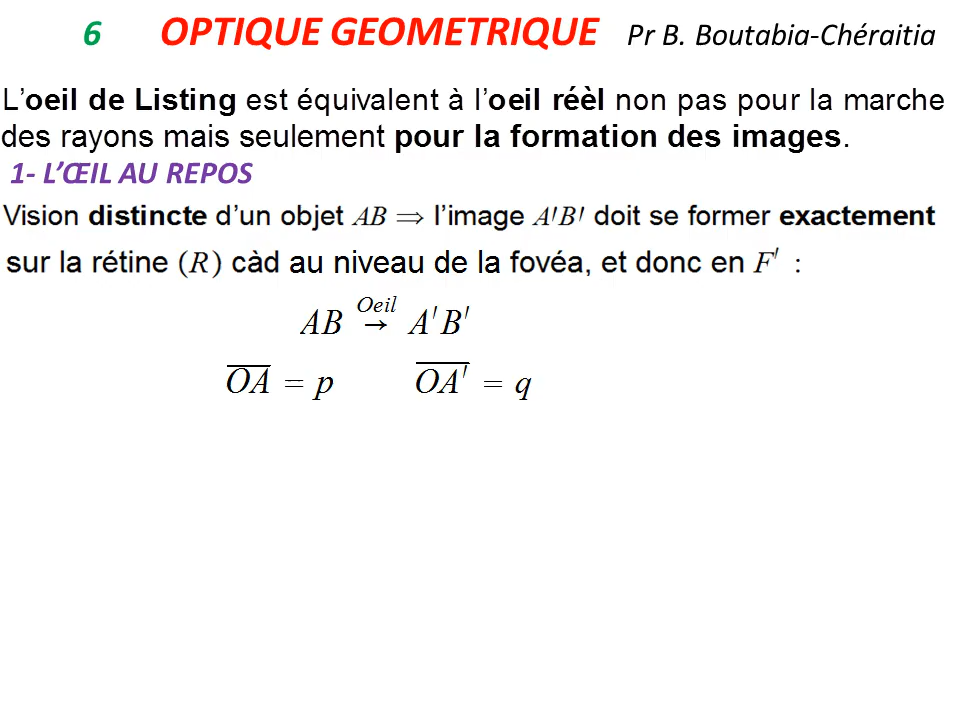 6 OPTIQUE GEOMETRIQUE Pr B. Boutabia-Chéraitia
L’oeil de Listing est équivalent à l’oeil réèl non pas pour la marche
des rayons mais seulement pour la formation des images.
1- L’ŒIL AU REPOS
Vision distincte d’un objet AB ⟹ l’image A′B′ doit se former exactement
sur la rétine (R) càd au niveau de la fovéa, et donc en F′ :
Oeil
AB → A′B′
O̅A̅ = p O̅A̅′ = q